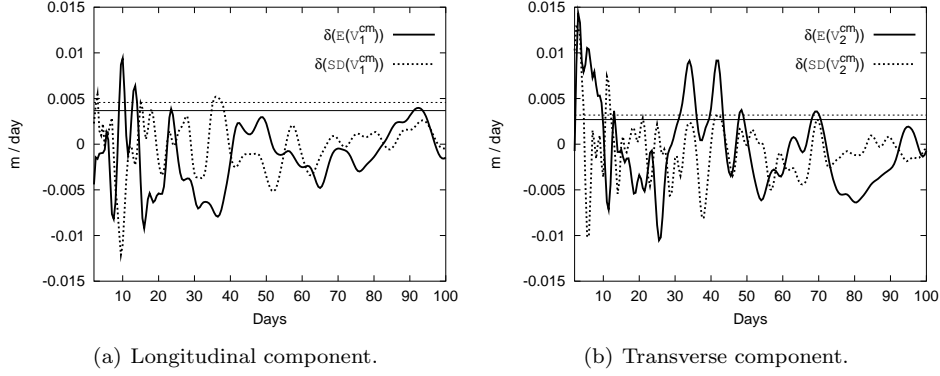 0.015
0.01
0.005
0
-0.005
-0.01
-0.015
m / day
10 20 30 40 50 60 70 80 90 100
Days
δ(E(V₁ᶜᵐ))
δ(SD(V₁ᶜᵐ))
(a) Longitudinal component.
0.015
0.01
0.005
0
-0.005
-0.01
-0.015
m / day
10 20 30 40 50 60 70 80 90 100
Days
δ(E(V₂ᶜᵐ))
δ(SD(V₂ᶜᵐ))
(b) Transverse component.